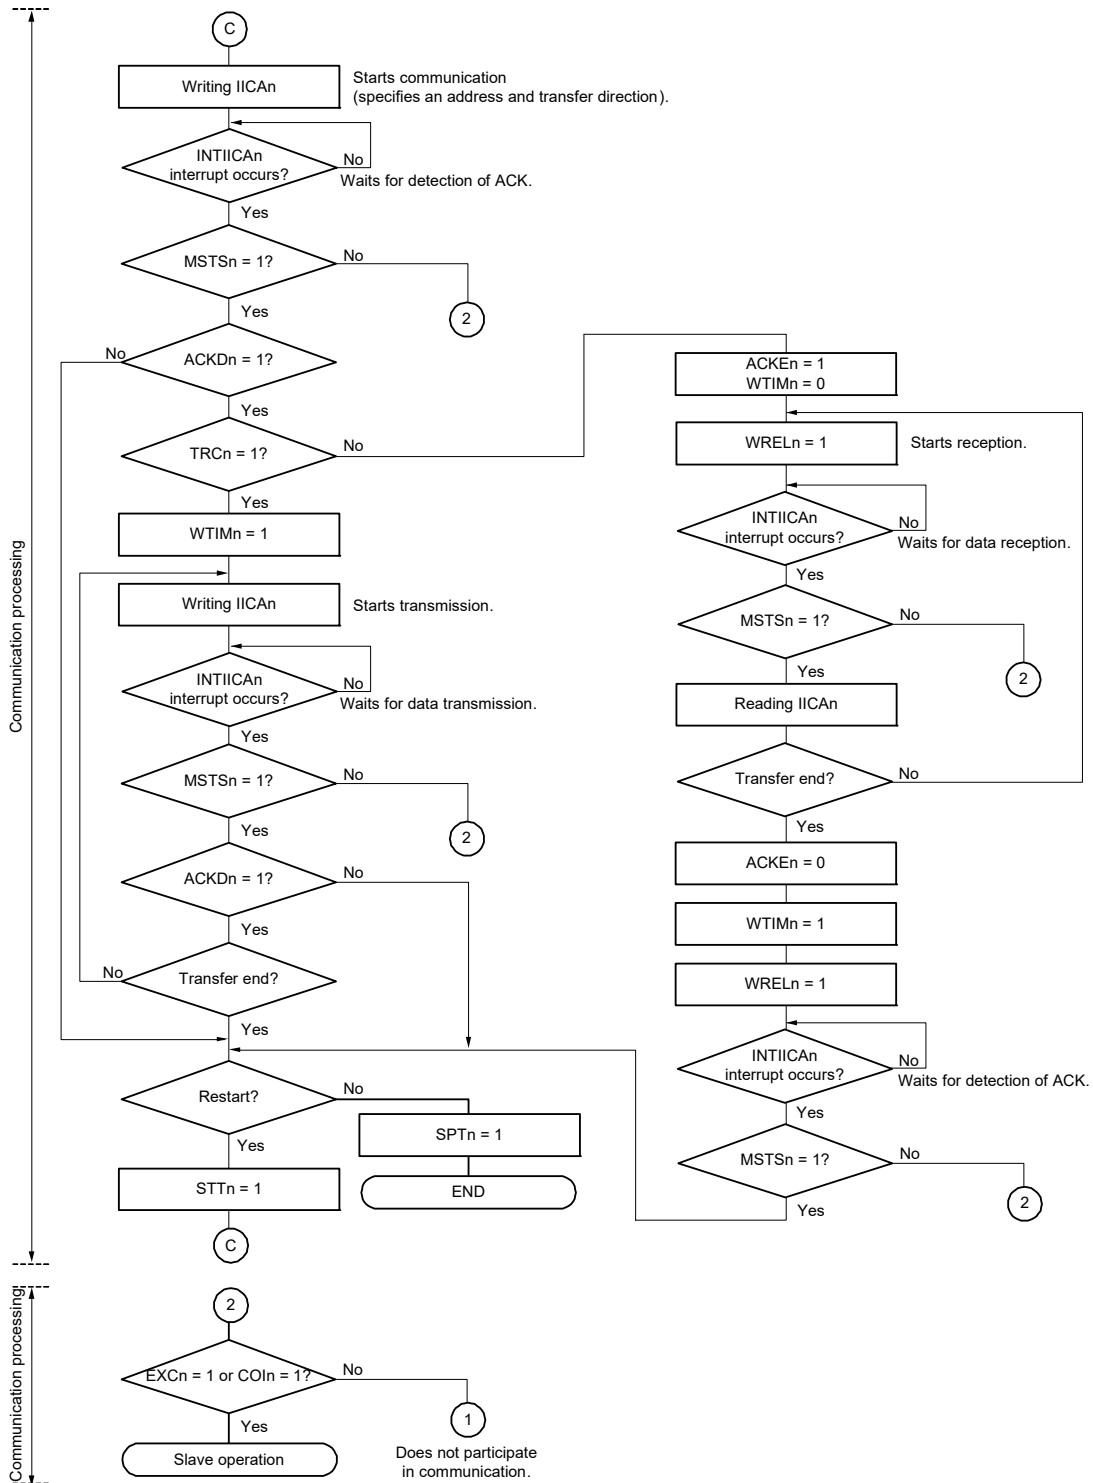 C
Writing IICAn
Starts communication
(specifies an address and transfer direction).
INTIICAn
interrupt occurs?
No
Waits for detection of ACK.
Yes
MSTSn = 1?
No
2
Yes
ACKDn = 1?
No
Yes
TRCn = 1?
No
Yes
WTIMn = 1
Writing IICAn
Starts transmission.
INTIICAn
interrupt occurs?
No
Waits for data transmission.
Yes
MSTSn = 1?
No
2
Yes
ACKDn = 1?
No
Yes
Transfer end?
No
Yes
Restart?
No
SPTn = 1
END
Yes
STTn = 1
C
ACKEn = 1
WTIMn = 0
WRELn = 1
Starts reception.
INTIICAn
interrupt occurs?
No
Waits for data reception.
Yes
MSTSn = 1?
No
2
Yes
Reading IICAn
Transfer end?
No
Yes
ACKEn = 0
WTIMn = 1
WRELn = 1
INTIICAn
interrupt occurs?
No
Waits for detection of ACK.
Yes
MSTSn = 1?
No
2
Yes
Communication processing
2
EXCn = 1 or COIn = 1?
No
1
Does not participate
in communication.
Yes
Slave operation
Communication processing